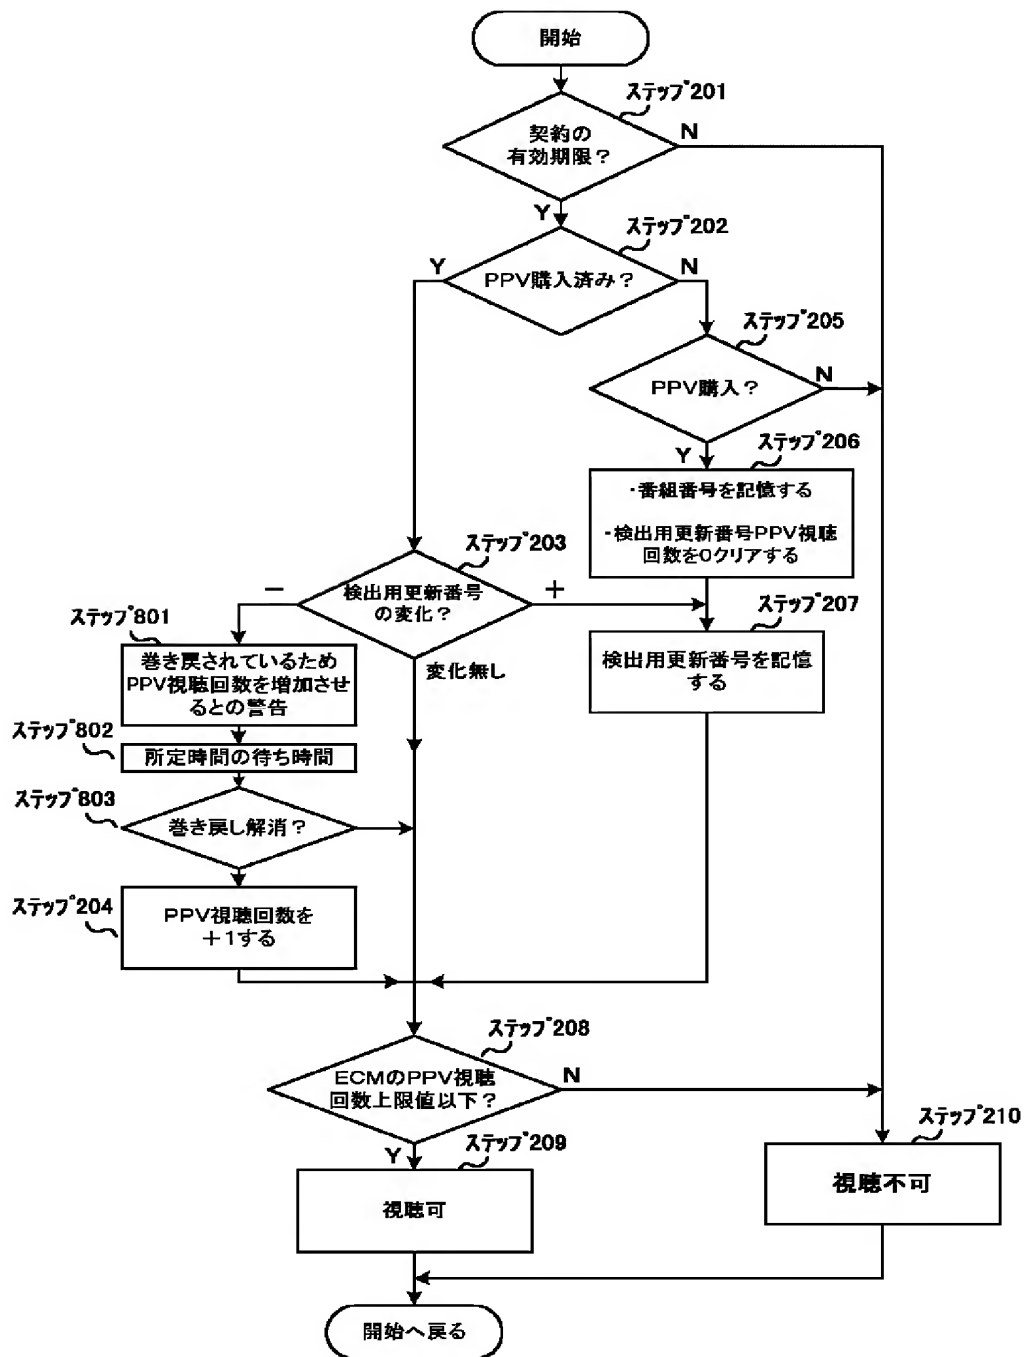 開始
ステップ201
契約の
有効期限?
N
Y
ステップ202
Y
PPV購入済み?
N
ステップ205
PPV購入?
N
Y
ステップ206
・番組番号を記憶する
・検出用更新番号PPV視聴
回数を0クリアする
ステップ203
検出用更新番号
の変化?
−
+
変化無し
ステップ207
検出用更新番号を記憶
する
ステップ801
巻き戻されているため
PPV視聴回数を増加させ
るとの警告
ステップ802
所定時間の待ち時間
ステップ803
巻き戻し解消?
ステップ204
PPV視聴回数を
+1する
ステップ208
ECMのPPV視聴
回数上限値以下?
N
Y
ステップ209
視聴可
ステップ210
視聴不可
開始へ戻る